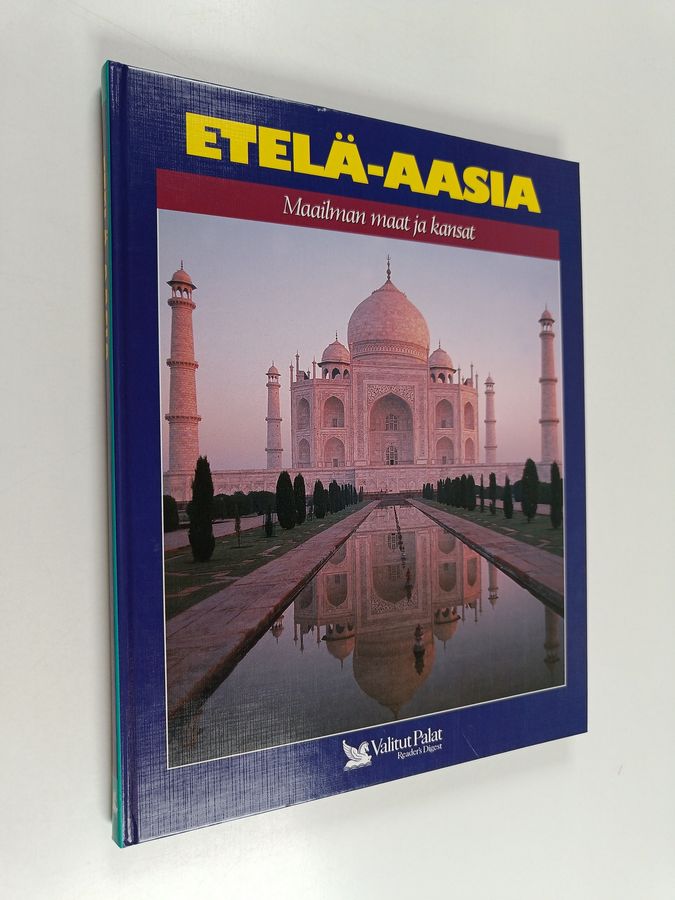 ETELÄ-AASIA
Maailman maat ja kansat
Valitut Palat
Reader's Digest